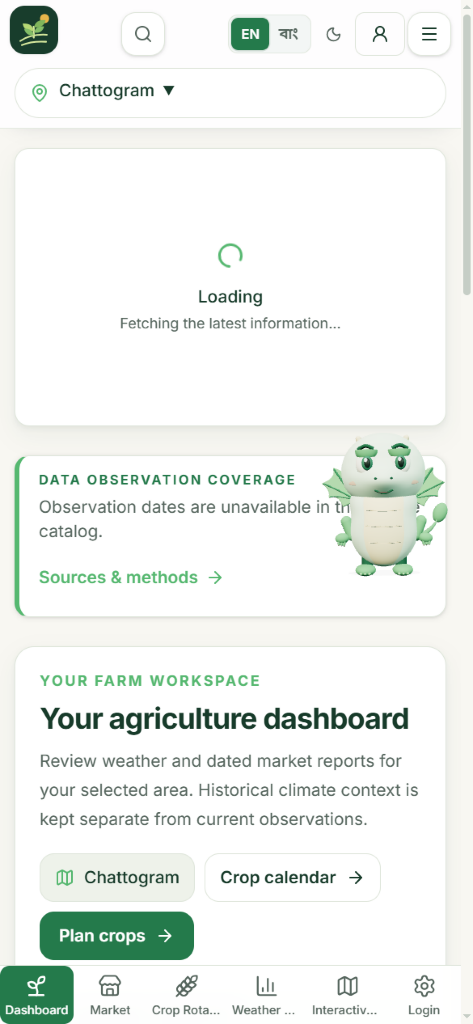 EN বাং
Chattogram ▼
Loading
Fetching the latest information...
DATA OBSERVATION COVERAGE
Observation dates are unavailable in
catalog.
Sources & methods →
YOUR FARM WORKSPACE
Your agriculture dashboard
Review weather and dated market reports for
your selected area. Historical climate context is
kept separate from current observations.
Chattogram Crop calendar →
Plan crops →
Dashboard Market Crop Rota... Weather ... Interactiv... Login